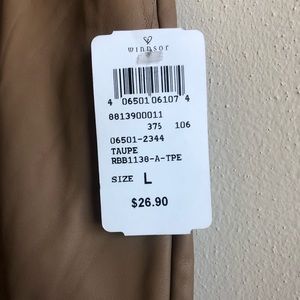 WINDSOR
4 06501 06107 4
8813900011
375 106
06501-2344
TAUPE
RBB1138-A-TPE
SIZE L
$26.90